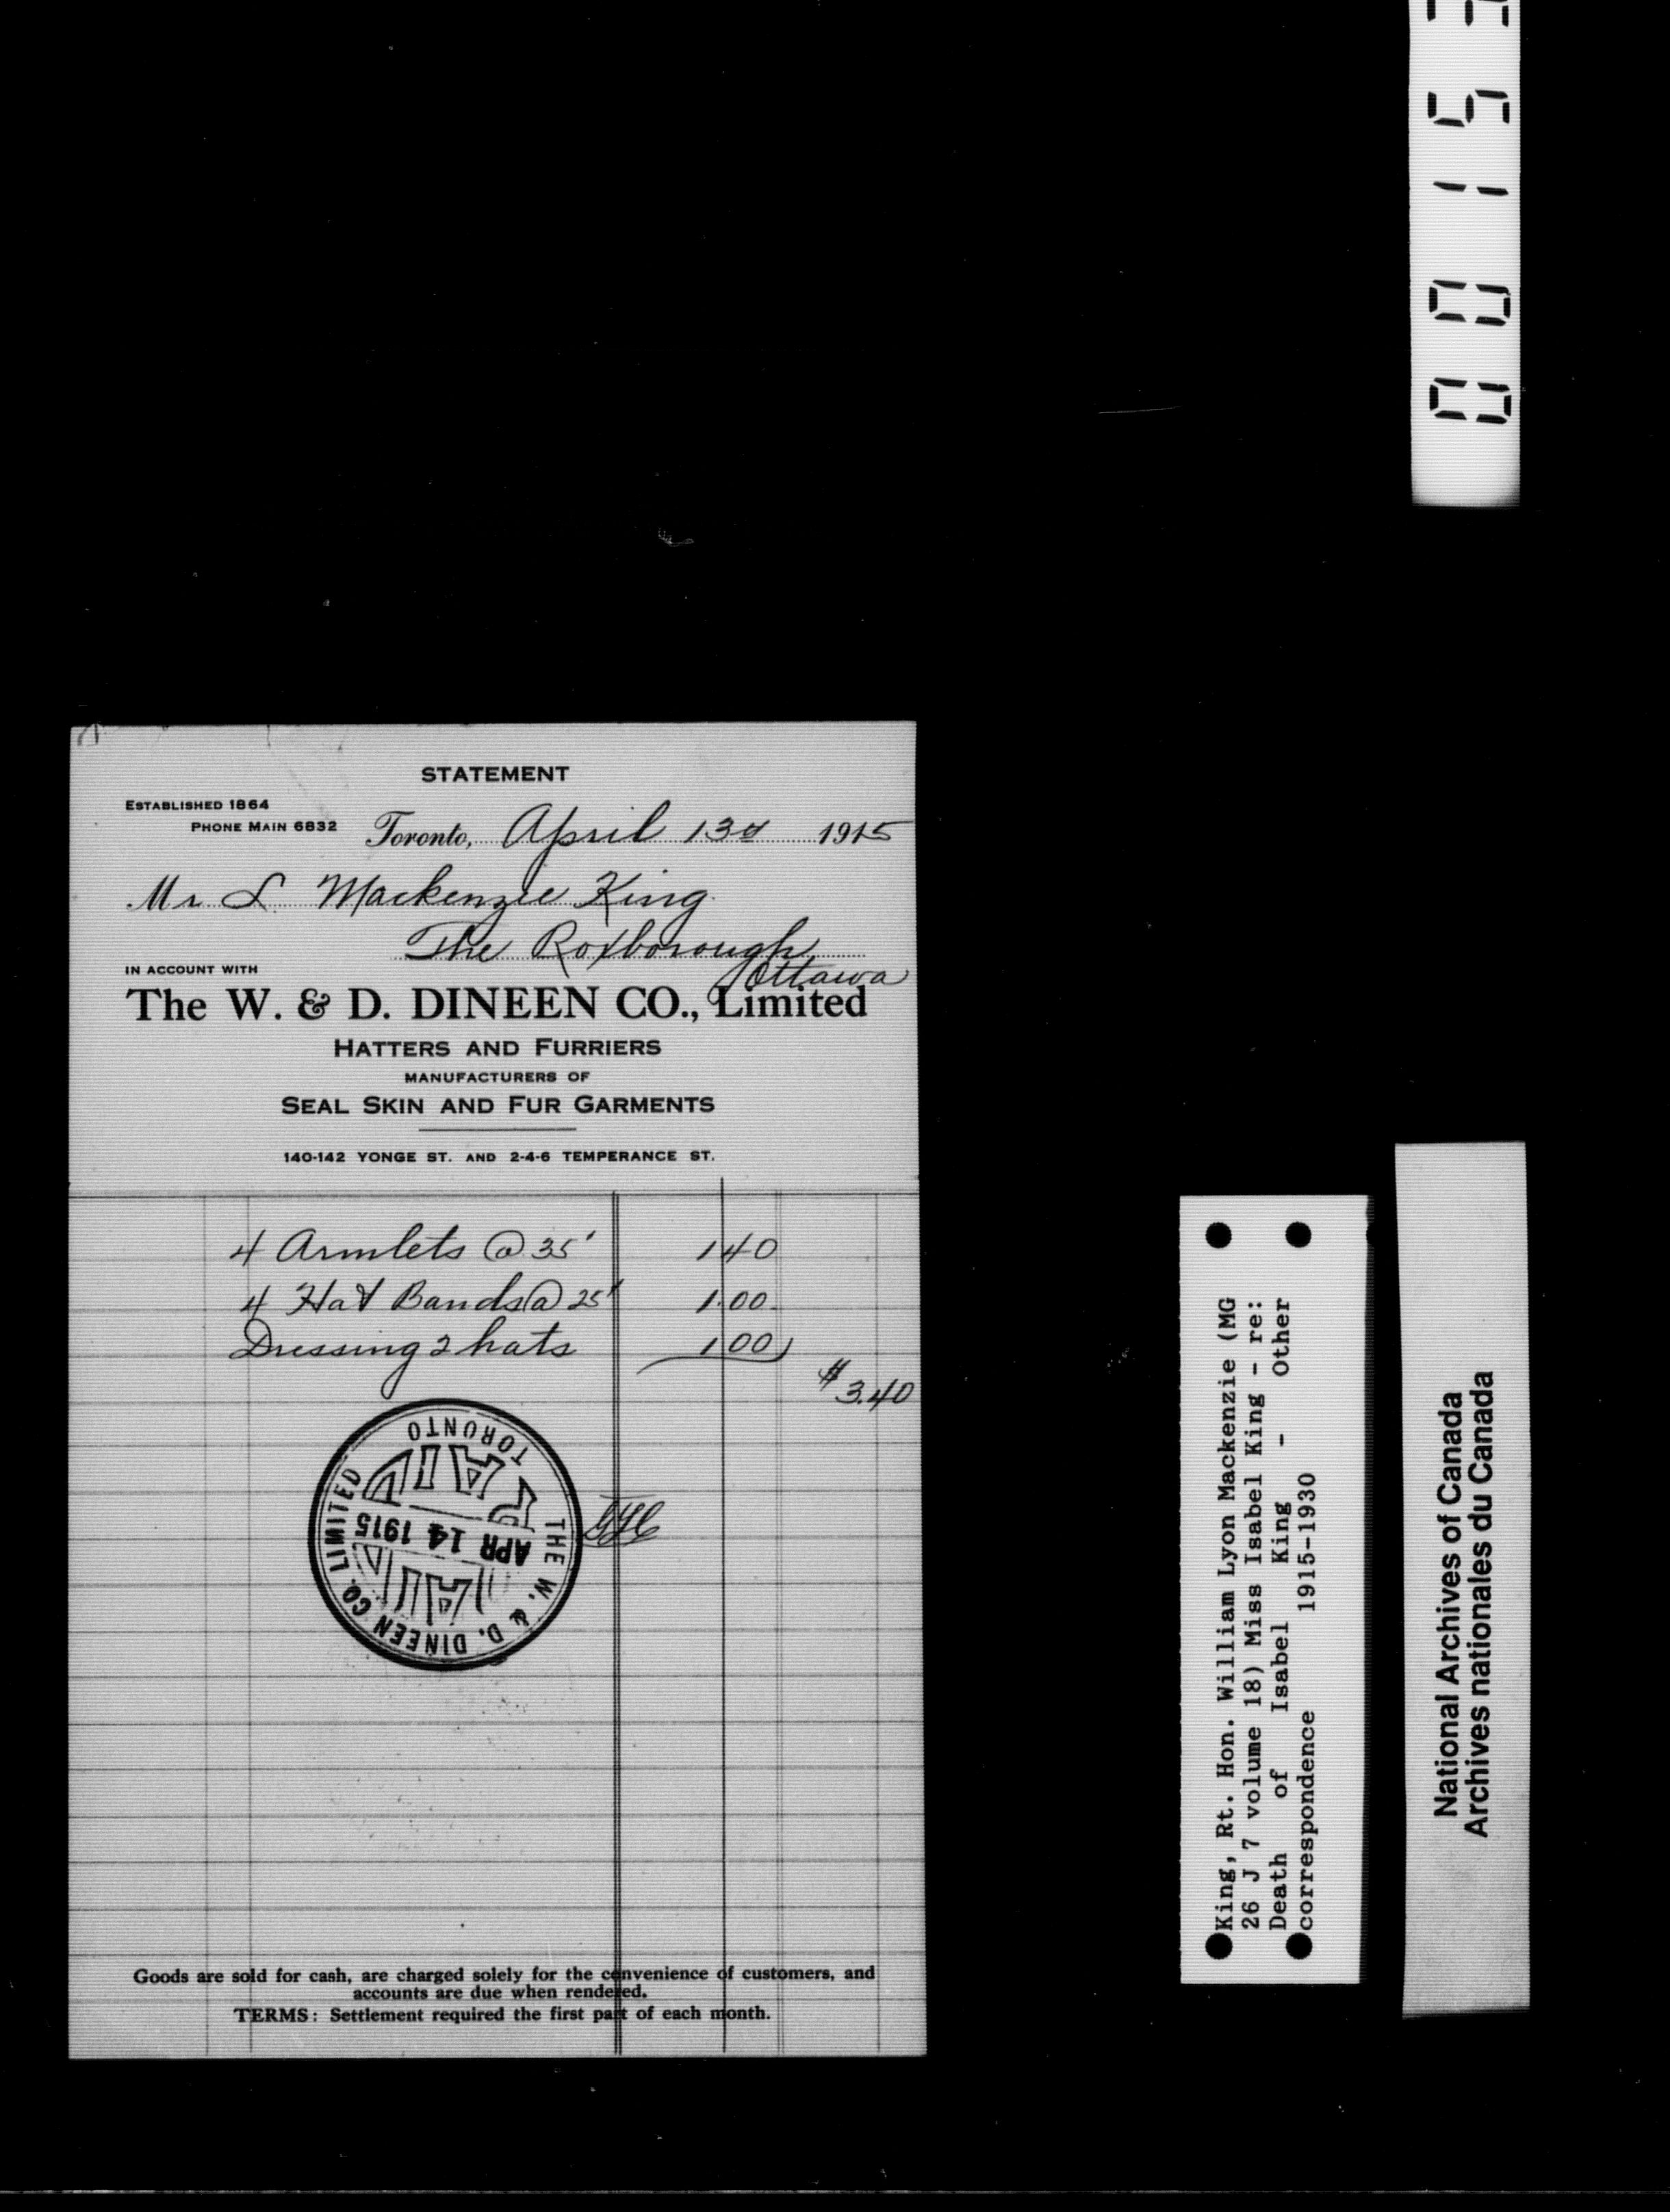 STATEMENT
ESTABLISHED 1864
PHONE MAIN 6832
Toronto, April 13th 1915
Mr L Mackenzie King
The Roxborough
Ottawa
IN ACCOUNT WITH
The W. & D. DINEEN CO., Limited
HATTERS AND FURRIERS
MANUFACTURERS OF
SEAL SKIN AND FUR GARMENTS
140-142 YONGE ST. AND 2-4-6 TEMPERANCE ST.
4 Armlets @ 35' 1 40
4 Hat Bands @ 25' 1.00
Dressing 2 hats 1 00
$3.40
THE W. & D. DINEEN CO. LIMITED
PAID
APR 14 1915
PAID
TORONTO
Goods are sold for cash, are charged solely for the convenience of customers, and
accounts are due when rendered.
TERMS: Settlement required the first part of each month.
King, Rt. Hon. William Lyon Mackenzie (MG
26 J 7 volume 18) Miss Isabel King - re:
Death of Isabel King - Other
correspondence 1915-1930
National Archives of Canada
Archives nationales du Canada
0015